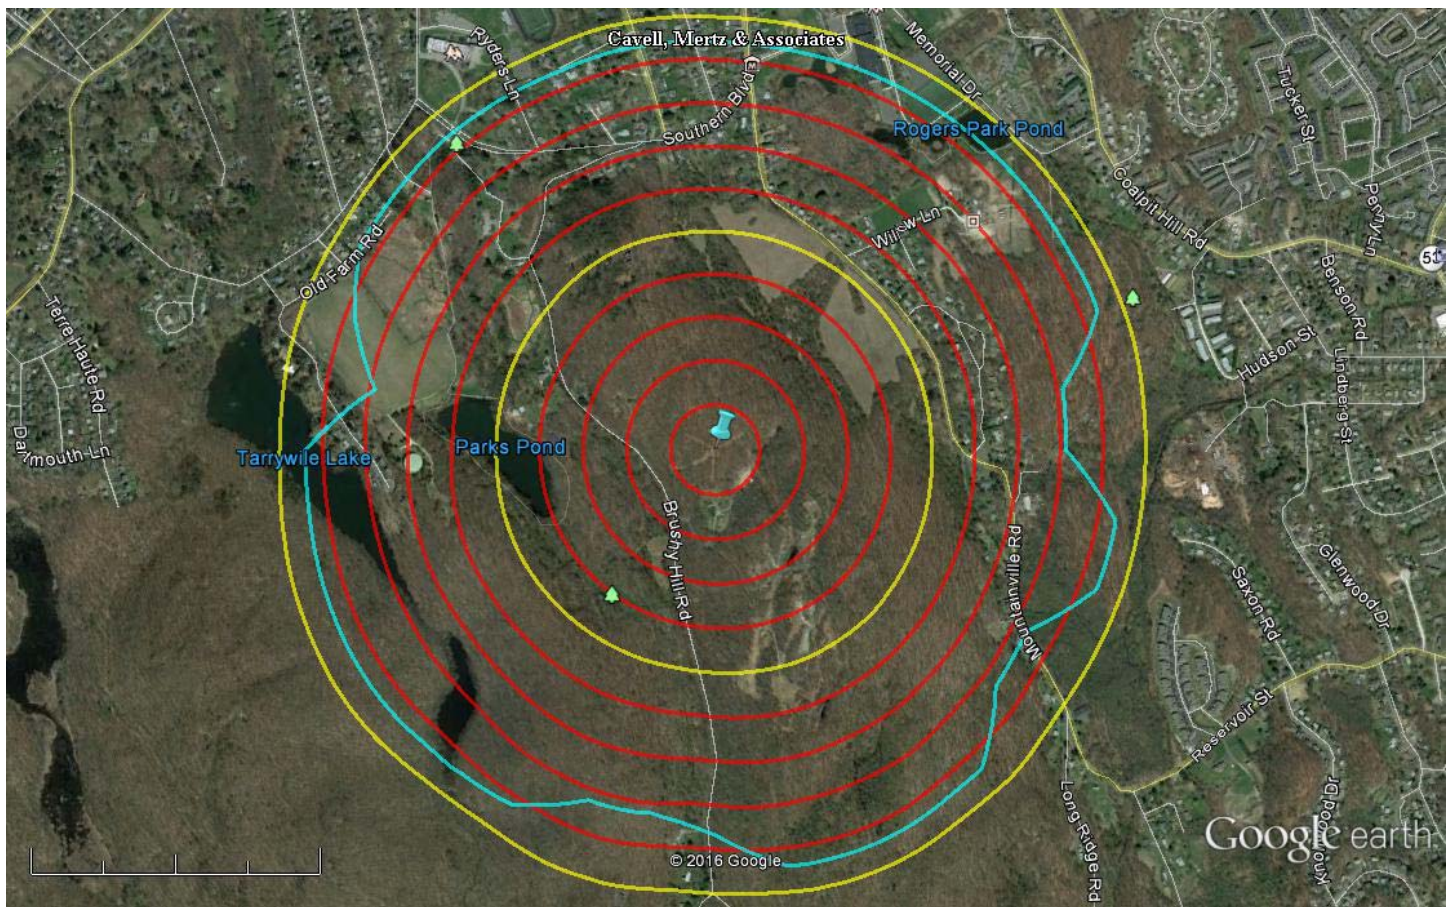 Cavell, Mertz & Associates
Ryders Ln
Memorial Dr
Southern Blvd
Rogers Park Pond
Tucker St
Penny Ln
Coalpit Hill Rd
Willow Ln
Old Farm Rd
Benson Rd
Terre Haute Rd
Hudson St
Lindberg St
Dartmouth Ln
Tarrywile Lake
Parks Pond
Brushy Hill Rd
Mountainville Rd
Glenwood Dr
Saxon Rd
Reservoir St
Long Ridge Rd
Knollwood Dr
Google earth
© 2016 Google